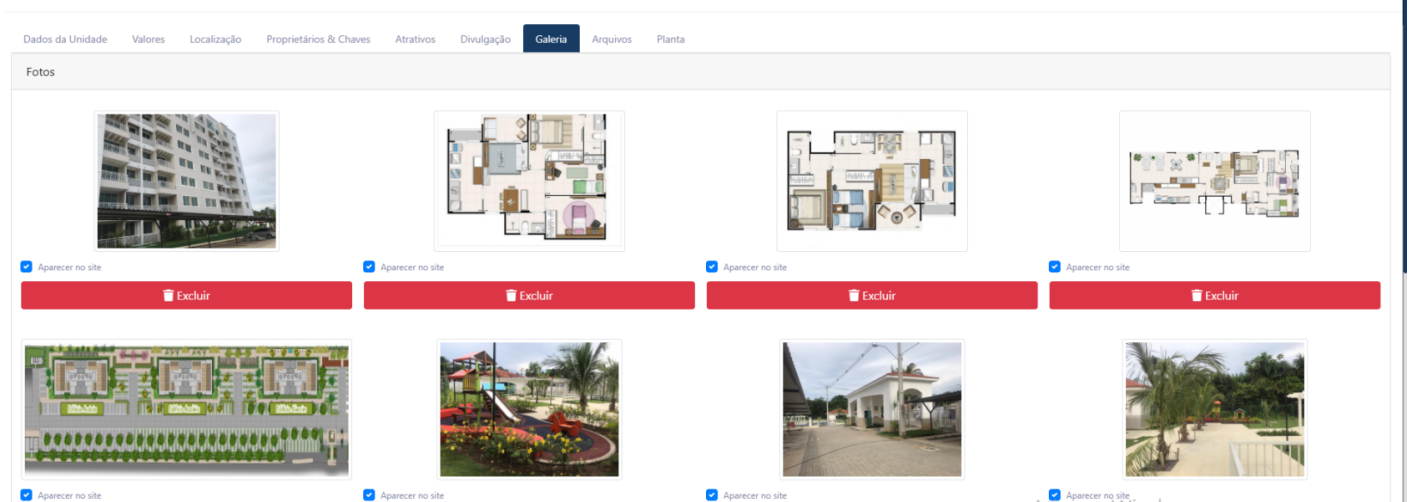 Dados da Unidade Valores Localização Proprietários & Chaves Atrativos Divulgação Galeria Arquivos Planta
Fotos
Aparecer no site Aparecer no site Aparecer no site Aparecer no site
Excluir Excluir Excluir Excluir
Aparecer no site Aparecer no site Aparecer no site Aparecer no site